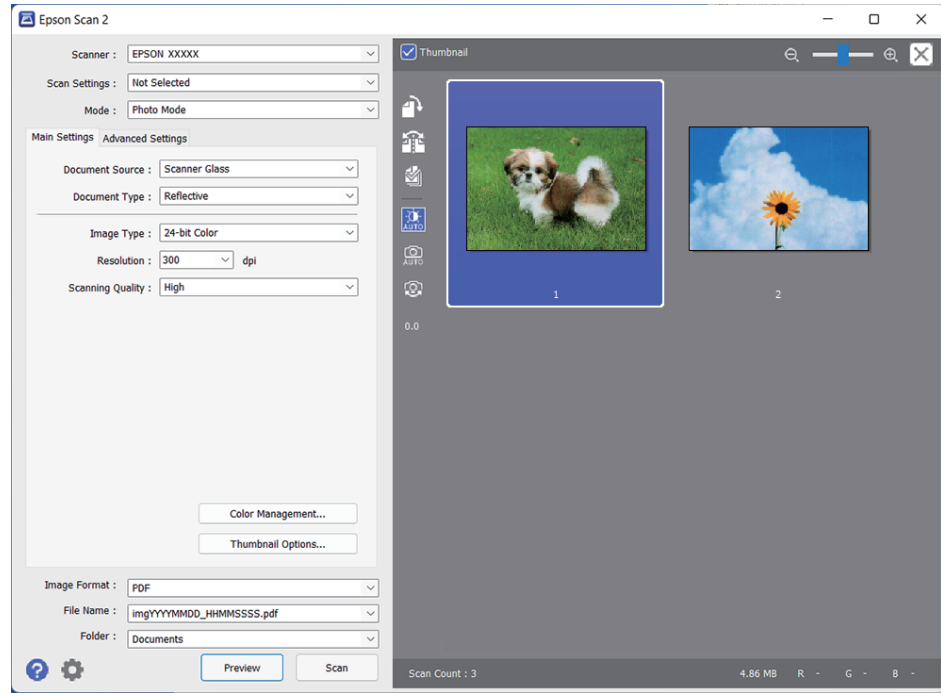 Epson Scan 2
Scanner : EPSON XXXXX
Scan Settings : Not Selected
Mode : Photo Mode
Main Settings Advanced Settings
Document Source : Scanner Glass
Document Type : Reflective
Image Type : 24-bit Color
Resolution : 300 dpi
Scanning Quality : High
Color Management...
Thumbnail Options...
Image Format : PDF
File Name : imgYYYYMMDD_HHMMSSSS.pdf
Folder : Documents
Preview Scan
Thumbnail
AUTO
AUTO
0.0
1 2
Scan Count : 3 4.86 MB R - G - B -